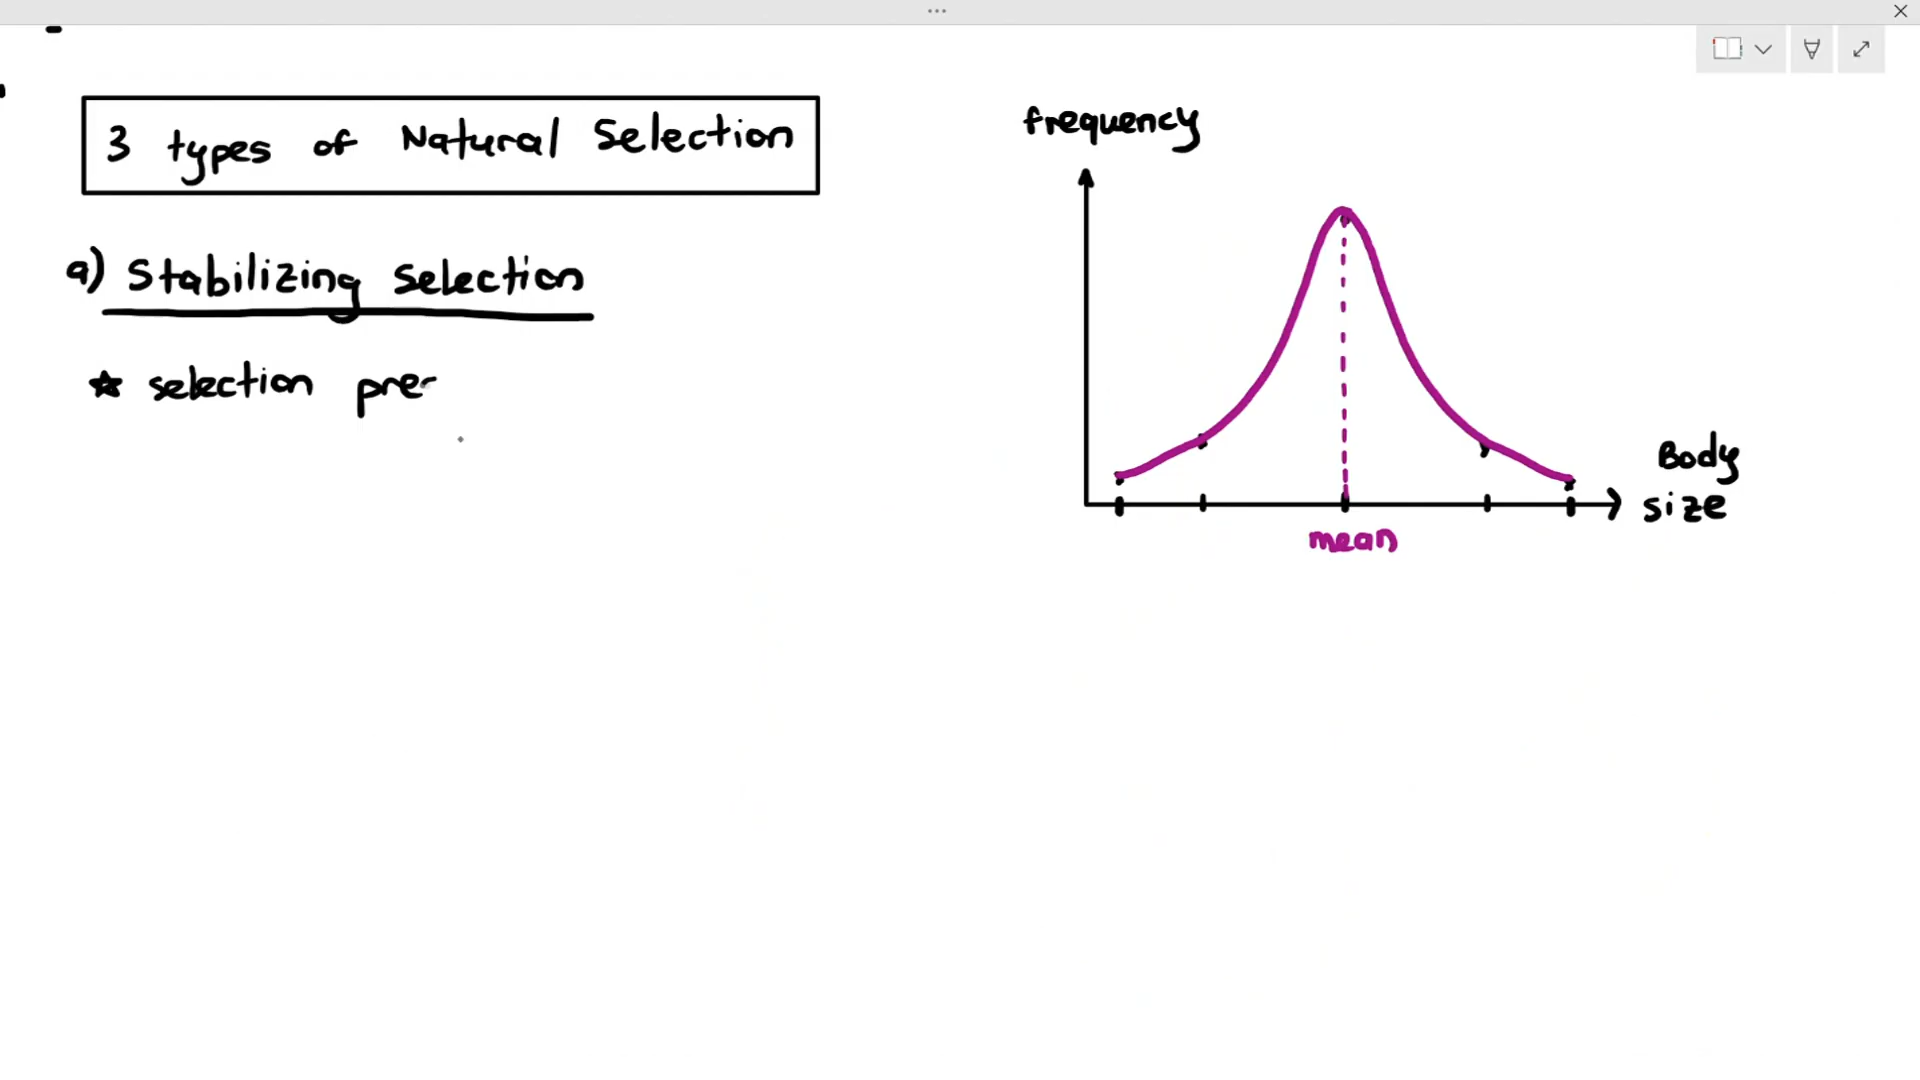 3 types of Natural Selection
a) Stabilizing selection
* selection pre
frequency
Body
size
mean